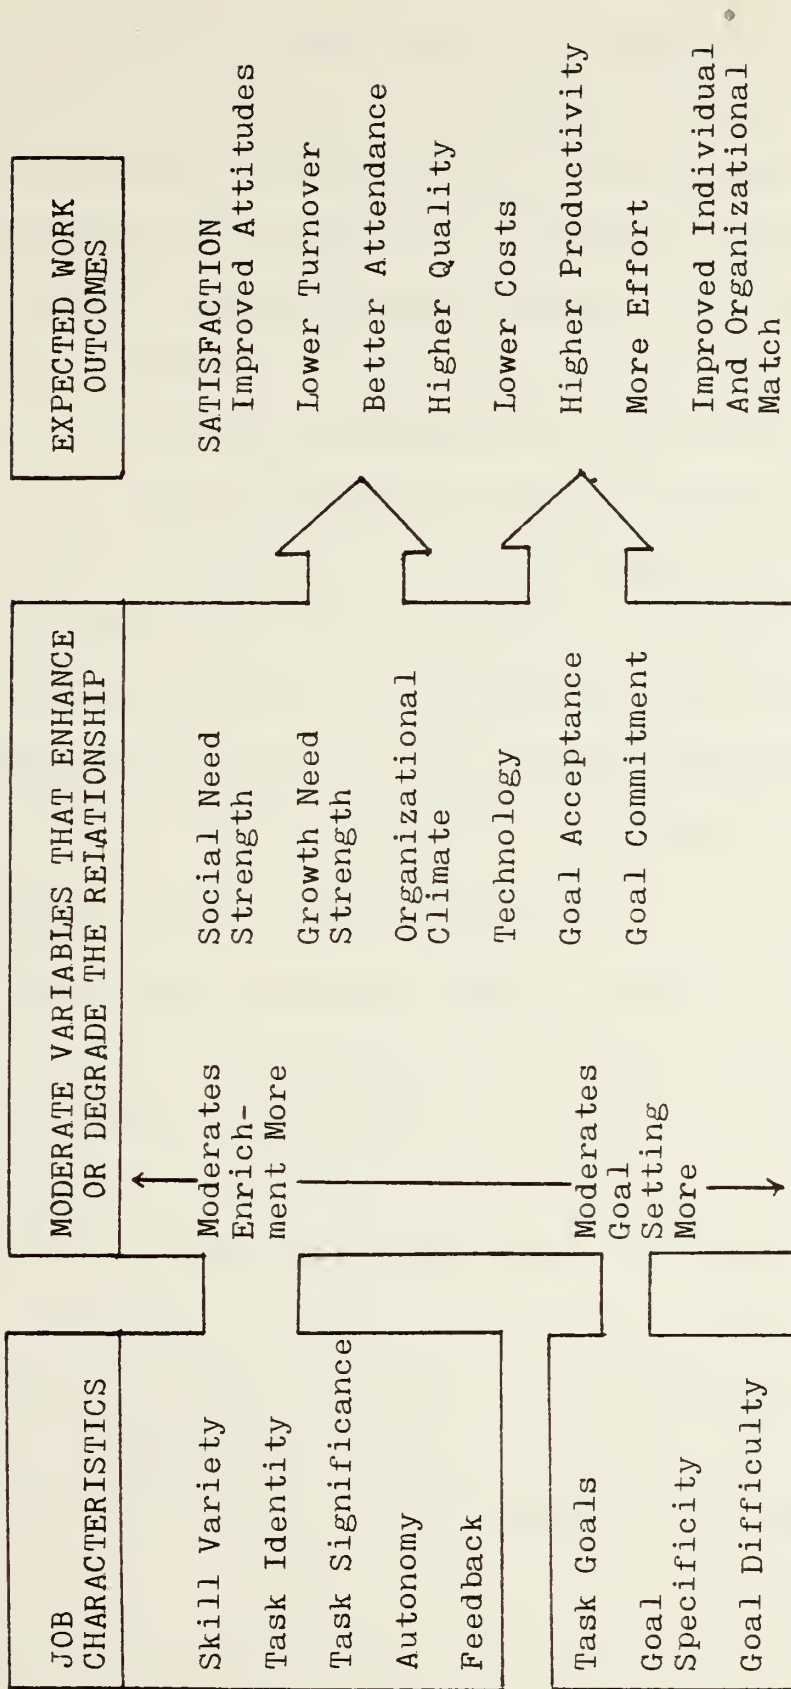 JOB
CHARACTERISTICS
Skill Variety
Task Identity
Task Significance
Autonomy
Feedback
Task Goals
Goal
Specificity
Goal Difficulty
MODERATE VARIABLES THAT ENHANCE
OR DEGRADE THE RELATIONSHIP
Moderates
Enrich-
ment More
Moderates
Goal
Setting
More
Social Need
Strength
Growth Need
Strength
Organizational
Climate
Technology
Goal Acceptance
Goal Commitment
EXPECTED WORK
OUTCOMES
SATISFACTION
Improved Attitudes
Lower Turnover
Better Attendance
Higher Quality
Lower Costs
Higher Productivity
More Effort
Improved Individual
And Organizational
Match